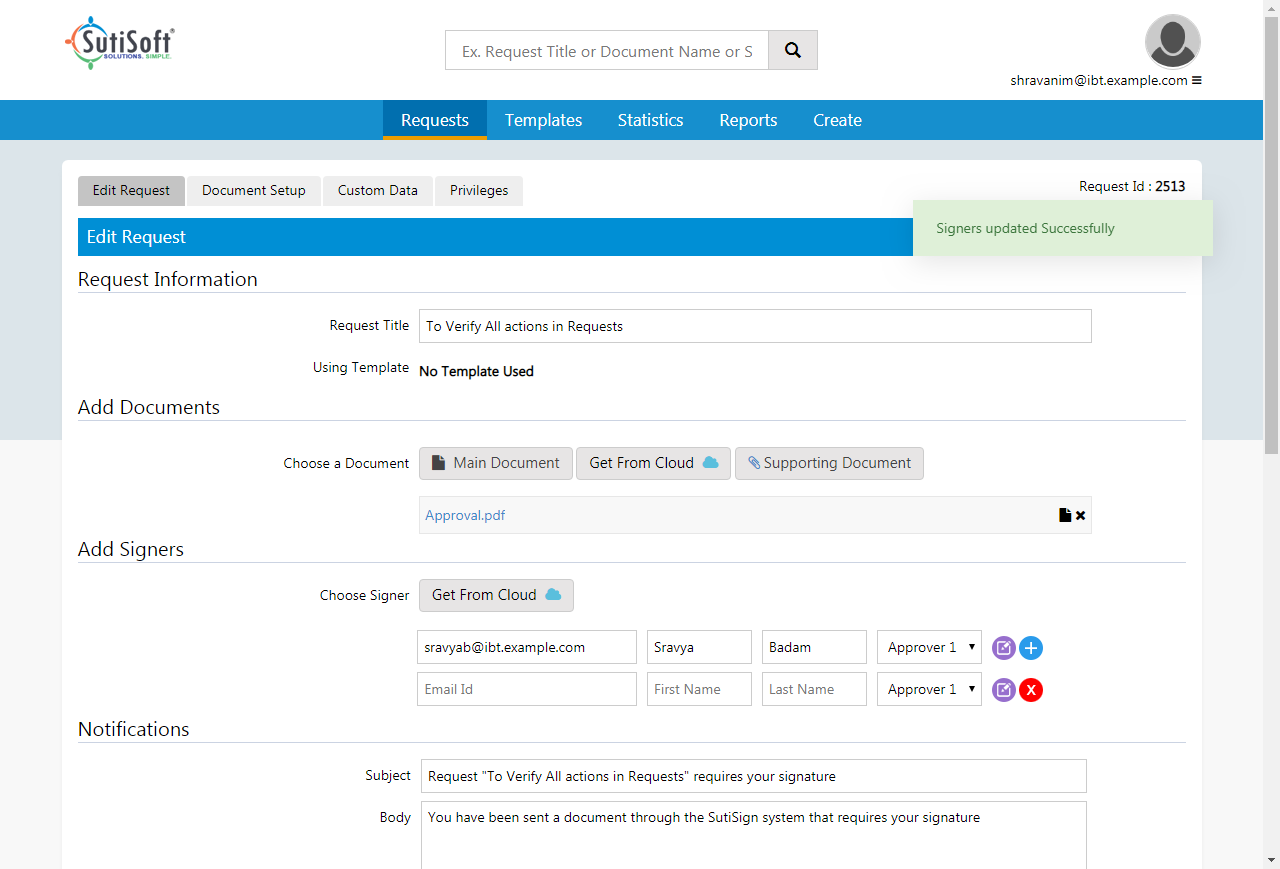 SutiSoft®
SOLUTIONS. SIMPLE.
Ex. Request Title or Document Name or S
shravanim@ibt.example.com
Requests Templates Statistics Reports Create
Edit Request Document Setup Custom Data Privileges
Request Id : 2513
Signers updated Successfully
Edit Request
Request Information
Request Title To Verify All actions in Requests
Using Template No Template Used
Add Documents
Choose a Document Main Document Get From Cloud Supporting Document
Approval.pdf
Add Signers
Choose Signer Get From Cloud
sravyab@ibt.example.com Sravya Badam Approver 1
Email Id First Name Last Name Approver 1 X
Notifications
Subject Request "To Verify All actions in Requests" requires your signature
Body You have been sent a document through the SutiSign system that requires your signature